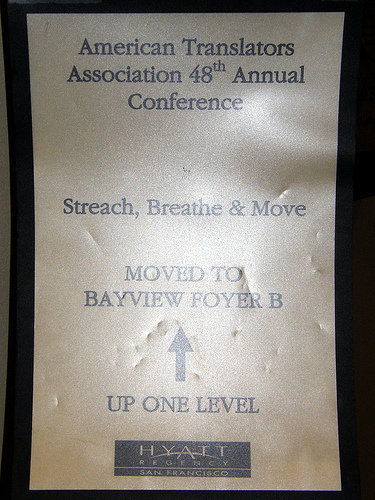 American Translators
Association 48th Annual
Conference
Streach, Breathe & Move
MOVED TO
BAYVIEW FOYER B
UP ONE LEVEL
HYATT
REGENCY
SAN FRANCISCO